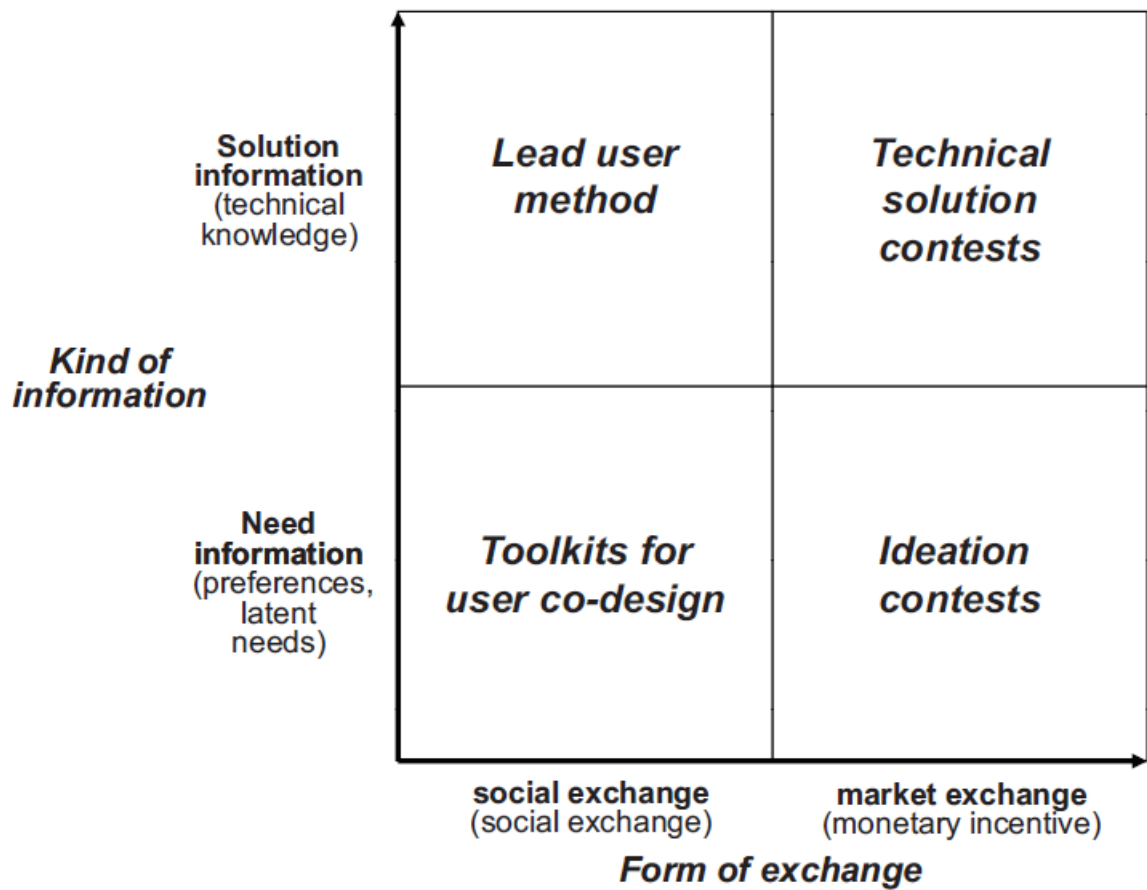 Solution
information
(technical
knowledge)
Lead user
method
Technical
solution
contests
Kind of
information
Need
information
(preferences,
latent
needs)
Toolkits for
user co-design
Ideation
contests
social exchange
(social exchange)
market exchange
(monetary incentive)
Form of exchange